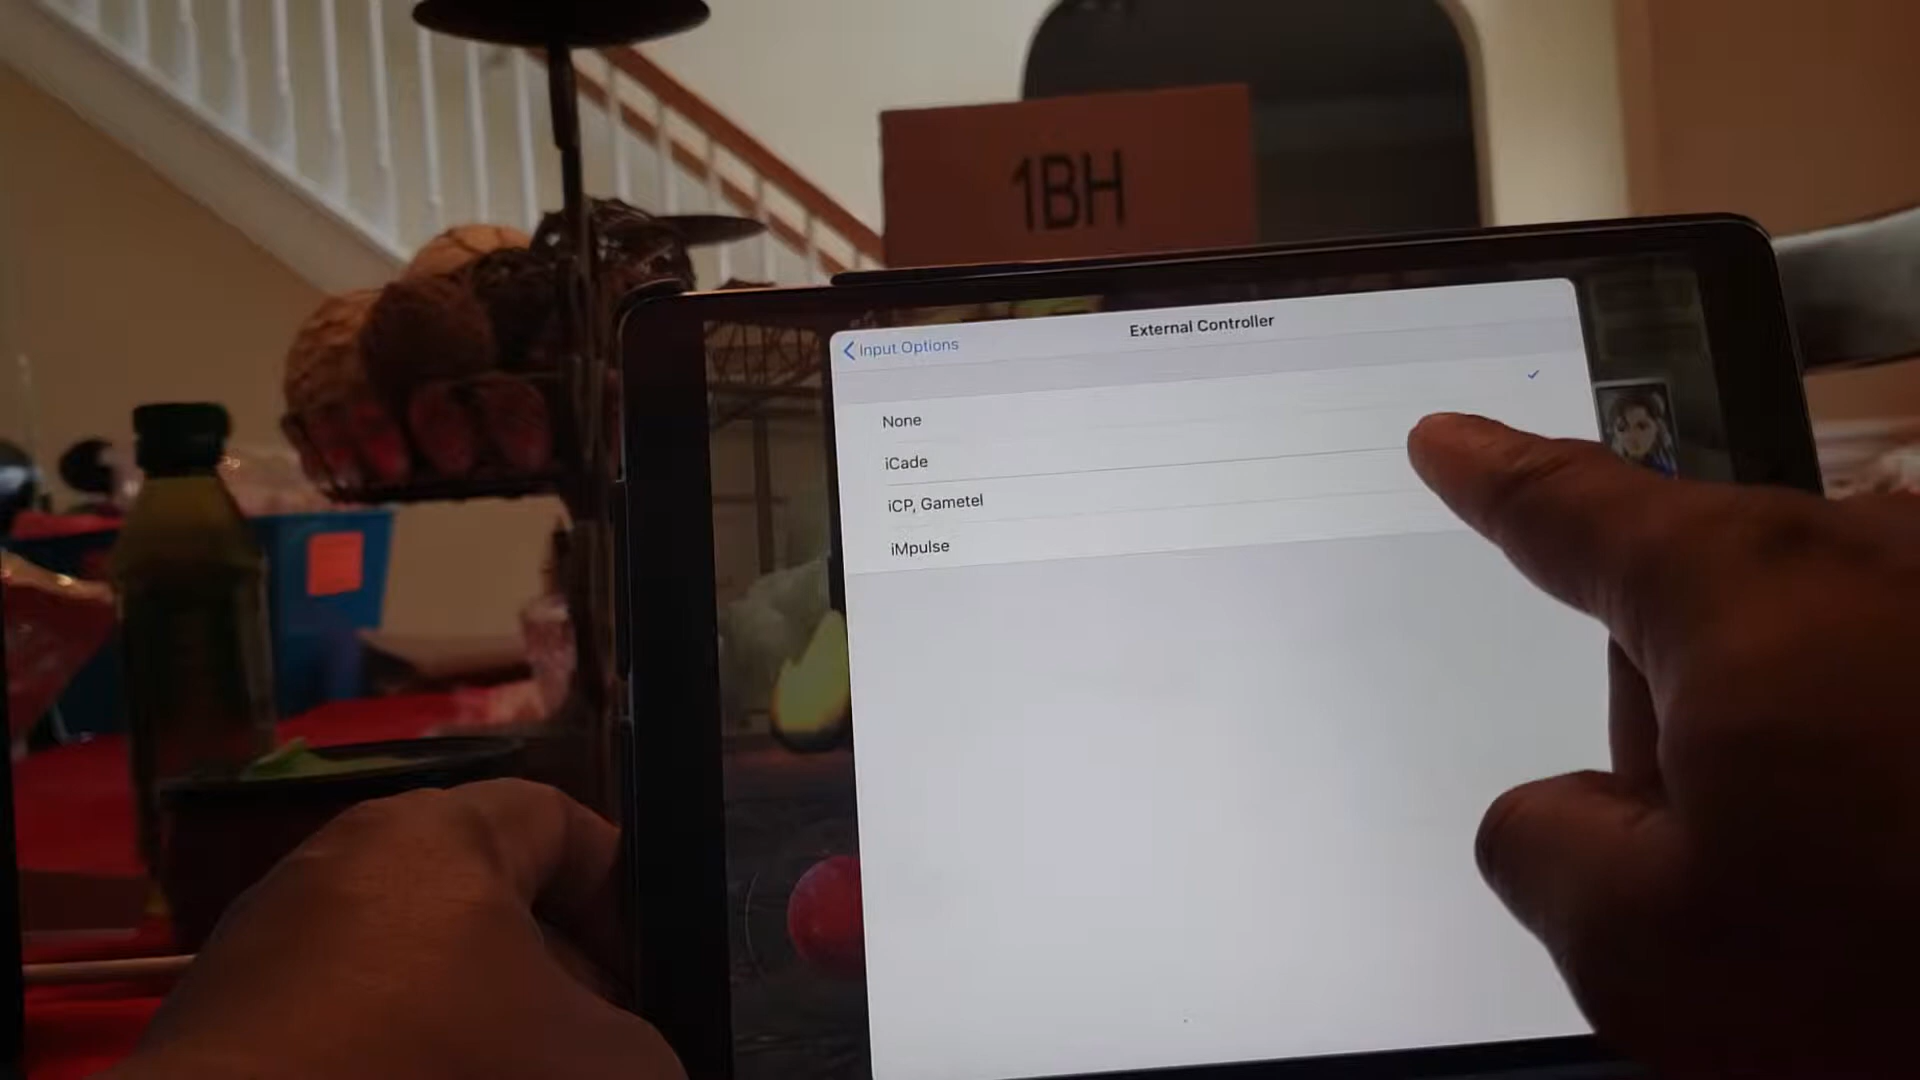 1BH
External Controller
Input Options
None
iCade
iCP, Gametel
iMpulse